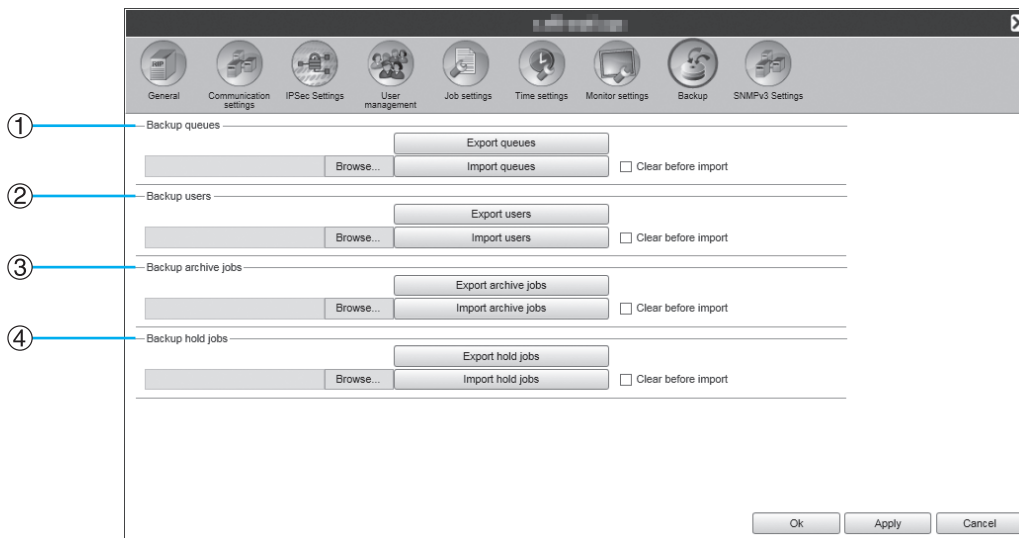 General
Communication settings
IPSec Settings
User management
Job settings
Time settings
Monitor settings
Backup
SNMPv3 Settings
① Backup queues
Export queues
Browse... Import queues Clear before import
② Backup users
Export users
Browse... Import users Clear before import
③ Backup archive jobs
Export archive jobs
Browse... Import archive jobs Clear before import
④ Backup hold jobs
Export hold jobs
Browse... Import hold jobs Clear before import
Ok Apply Cancel